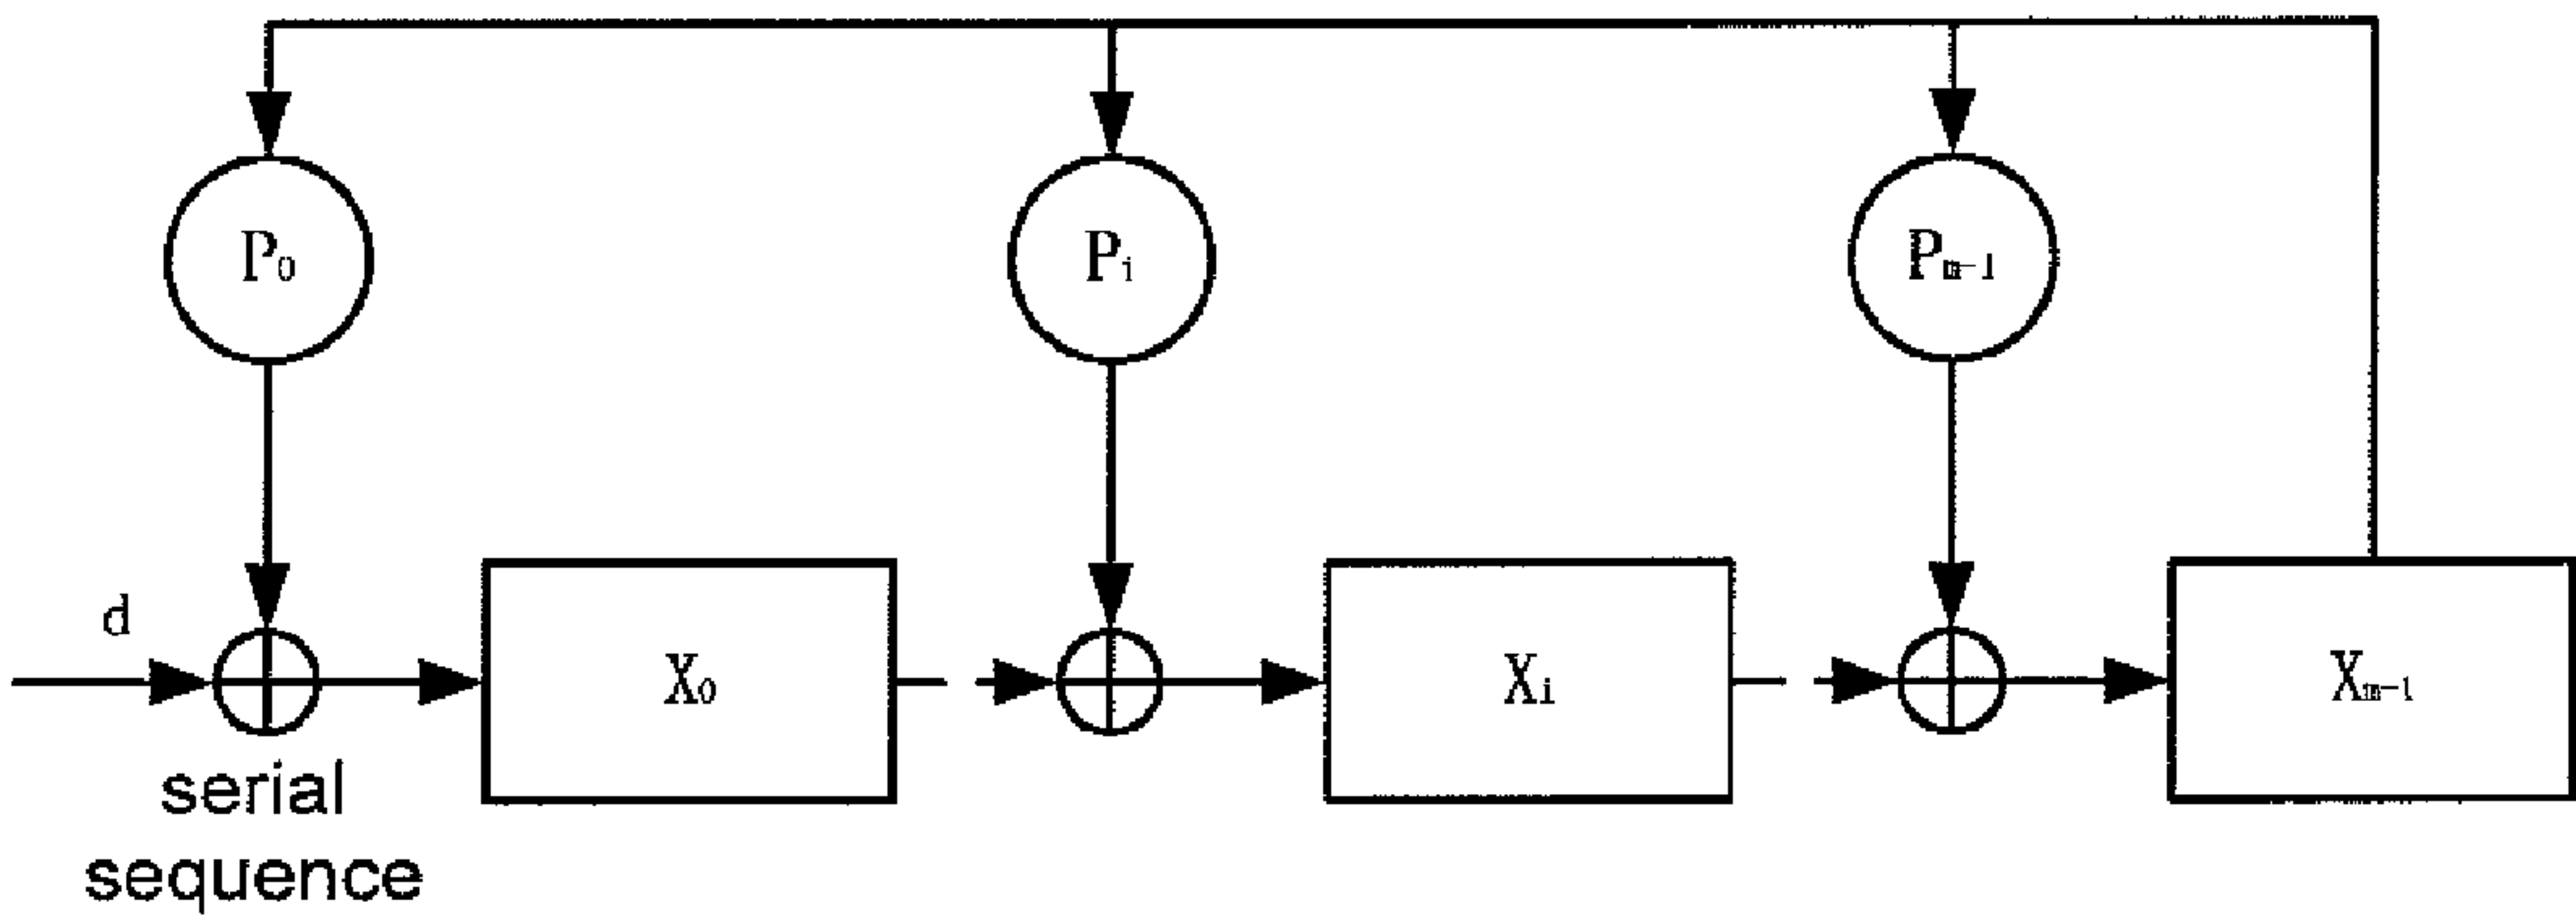 P₀ Pᵢ Pₘ₋₁
d
X₀ Xᵢ Xₘ₋₁
serial
sequence